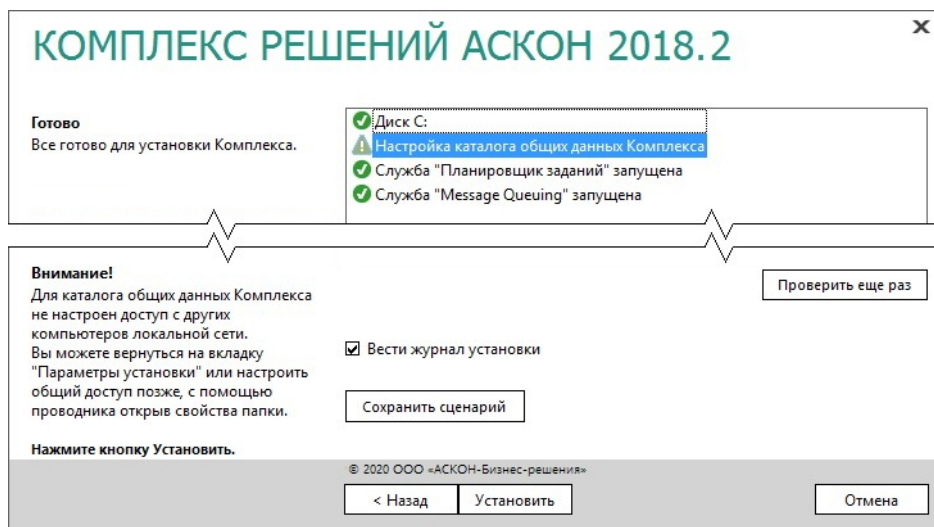 КОМПЛЕКС РЕШЕНИЙ АСКОН 2018.2
Готово
Все готово для установки Комплекса.
Диск C:
Настройка каталога общих данных Комплекса
Служба "Планировщик заданий" запущена
Служба "Message Queuing" запущена
Внимание!
Для каталога общих данных Комплекса
не настроен доступ с других
компьютеров локальной сети.
Вы можете вернуться на вкладку
"Параметры установки" или настроить
общий доступ позже, с помощью
проводника открыв свойства папки.
Нажмите кнопку Установить.
Проверить еще раз
Вести журнал установки
Сохранить сценарий
© 2020 ООО «АСКОН-Бизнес-решения»
< Назад
Установить
Отмена